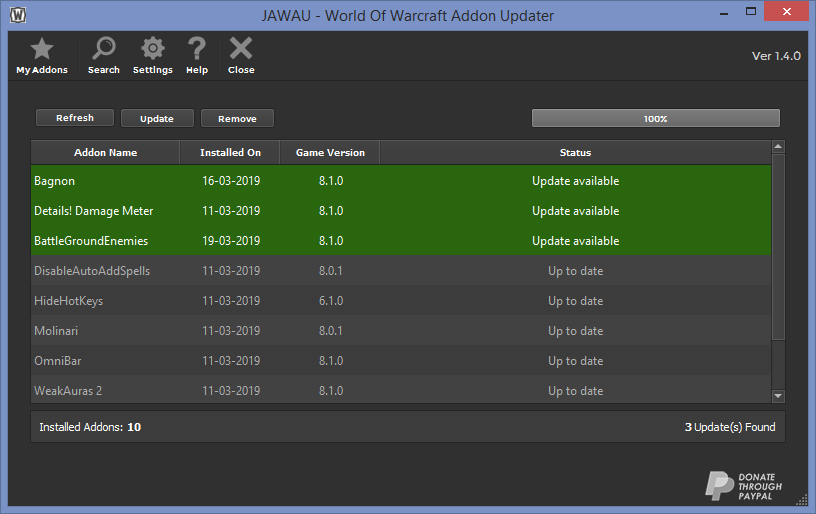 JAWAU - World Of Warcraft Addon Updater
My Addons Search Settings Help Close
Ver 1.4.0
Refresh Update Remove 100%
Addon Name Installed On Game Version Status
Bagnon 16-03-2019 8.1.0 Update available
Details! Damage Meter 11-03-2019 8.1.0 Update available
BattleGroundEnemies 19-03-2019 8.1.0 Update available
DisableAutoAddSpells 11-03-2019 8.0.1 Up to date
HideHotKeys 11-03-2019 6.1.0 Up to date
Molinari 11-03-2019 8.0.1 Up to date
OmniBar 11-03-2019 8.1.0 Up to date
WeakAuras 2 11-03-2019 8.1.0 Up to date
Installed Addons: 10 3 Update(s) Found
DONATE
THROUGH
PAYPAL